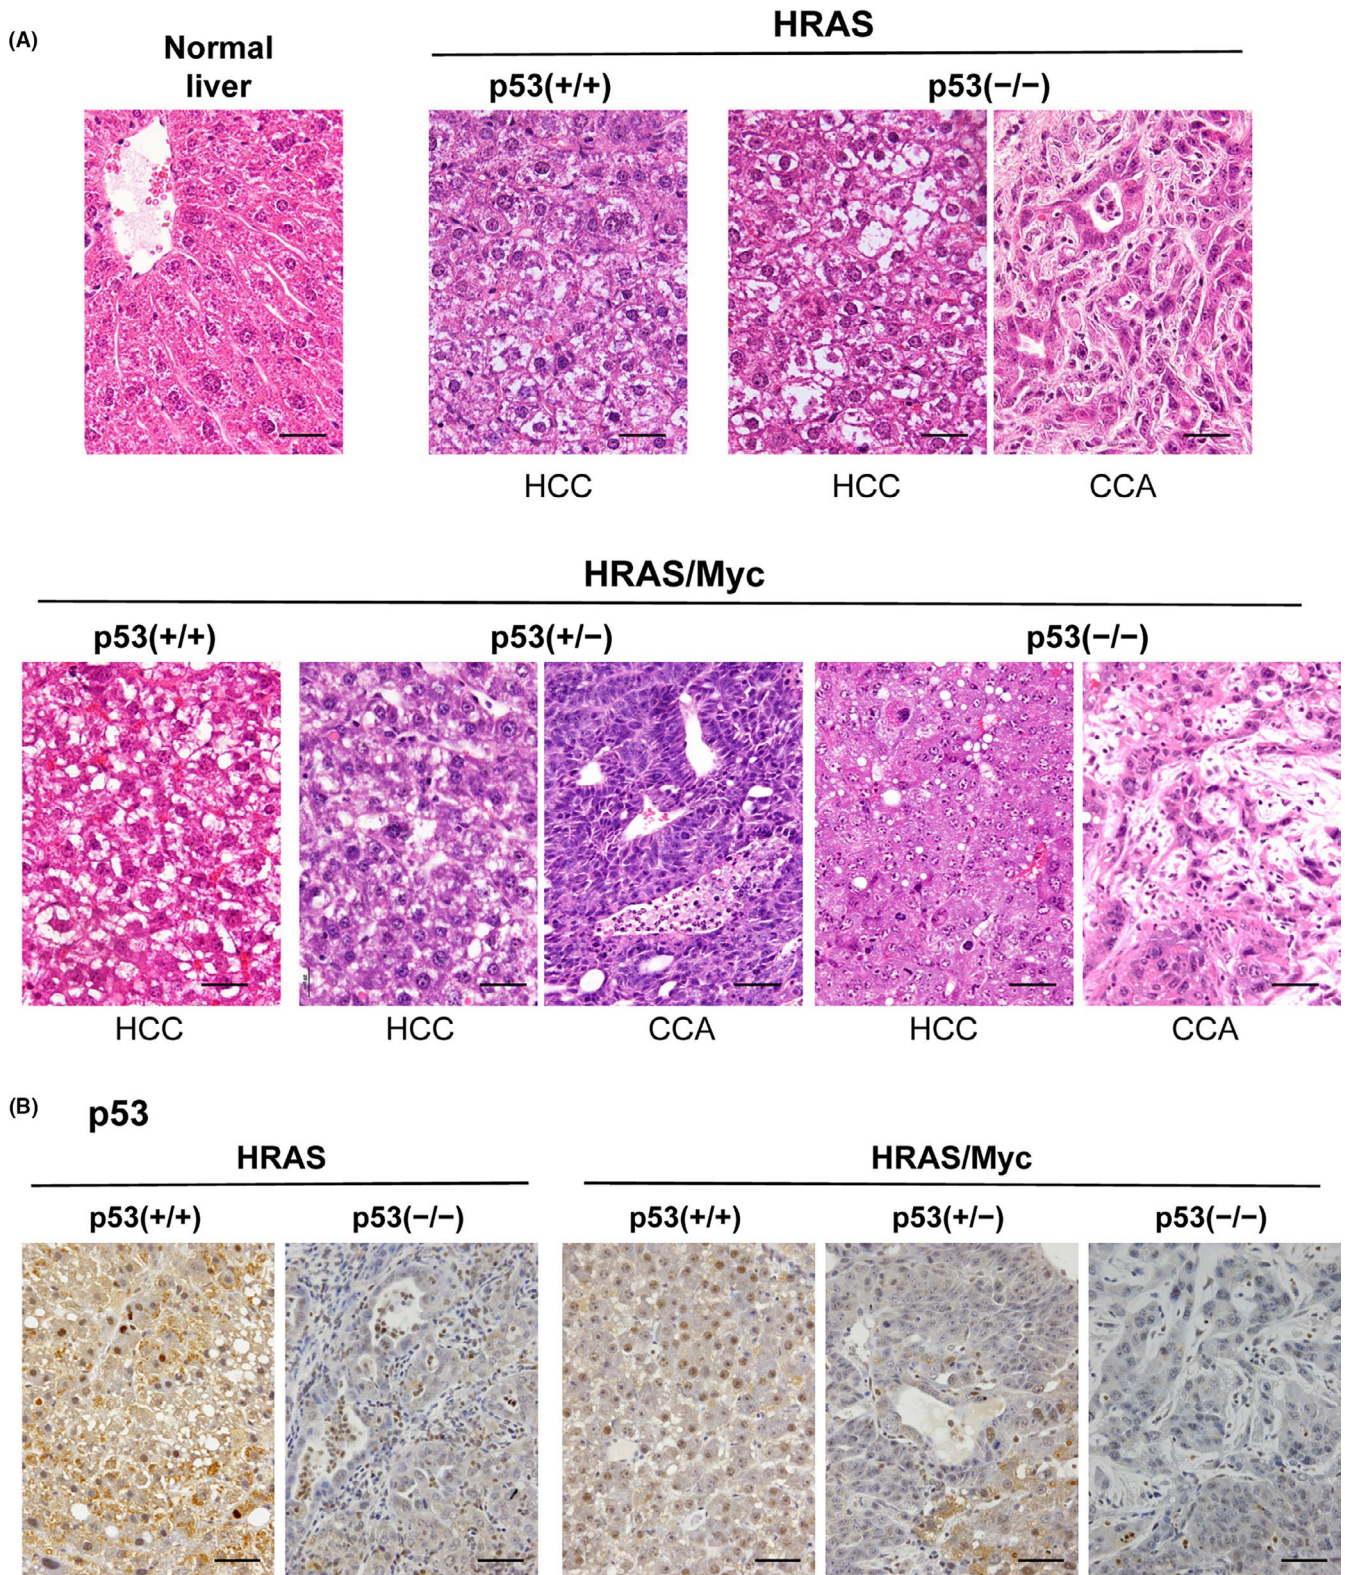 (A)
Normal
liver
HRAS
p53(+/+)
p53(−/−)
HCC
HCC
CCA
HRAS/Myc
p53(+/+)
p53(+/−)
p53(−/−)
HCC
HCC
CCA
HCC
CCA
(B)
p53
HRAS
HRAS/Myc
p53(+/+)
p53(−/−)
p53(+/+)
p53(+/−)
p53(−/−)